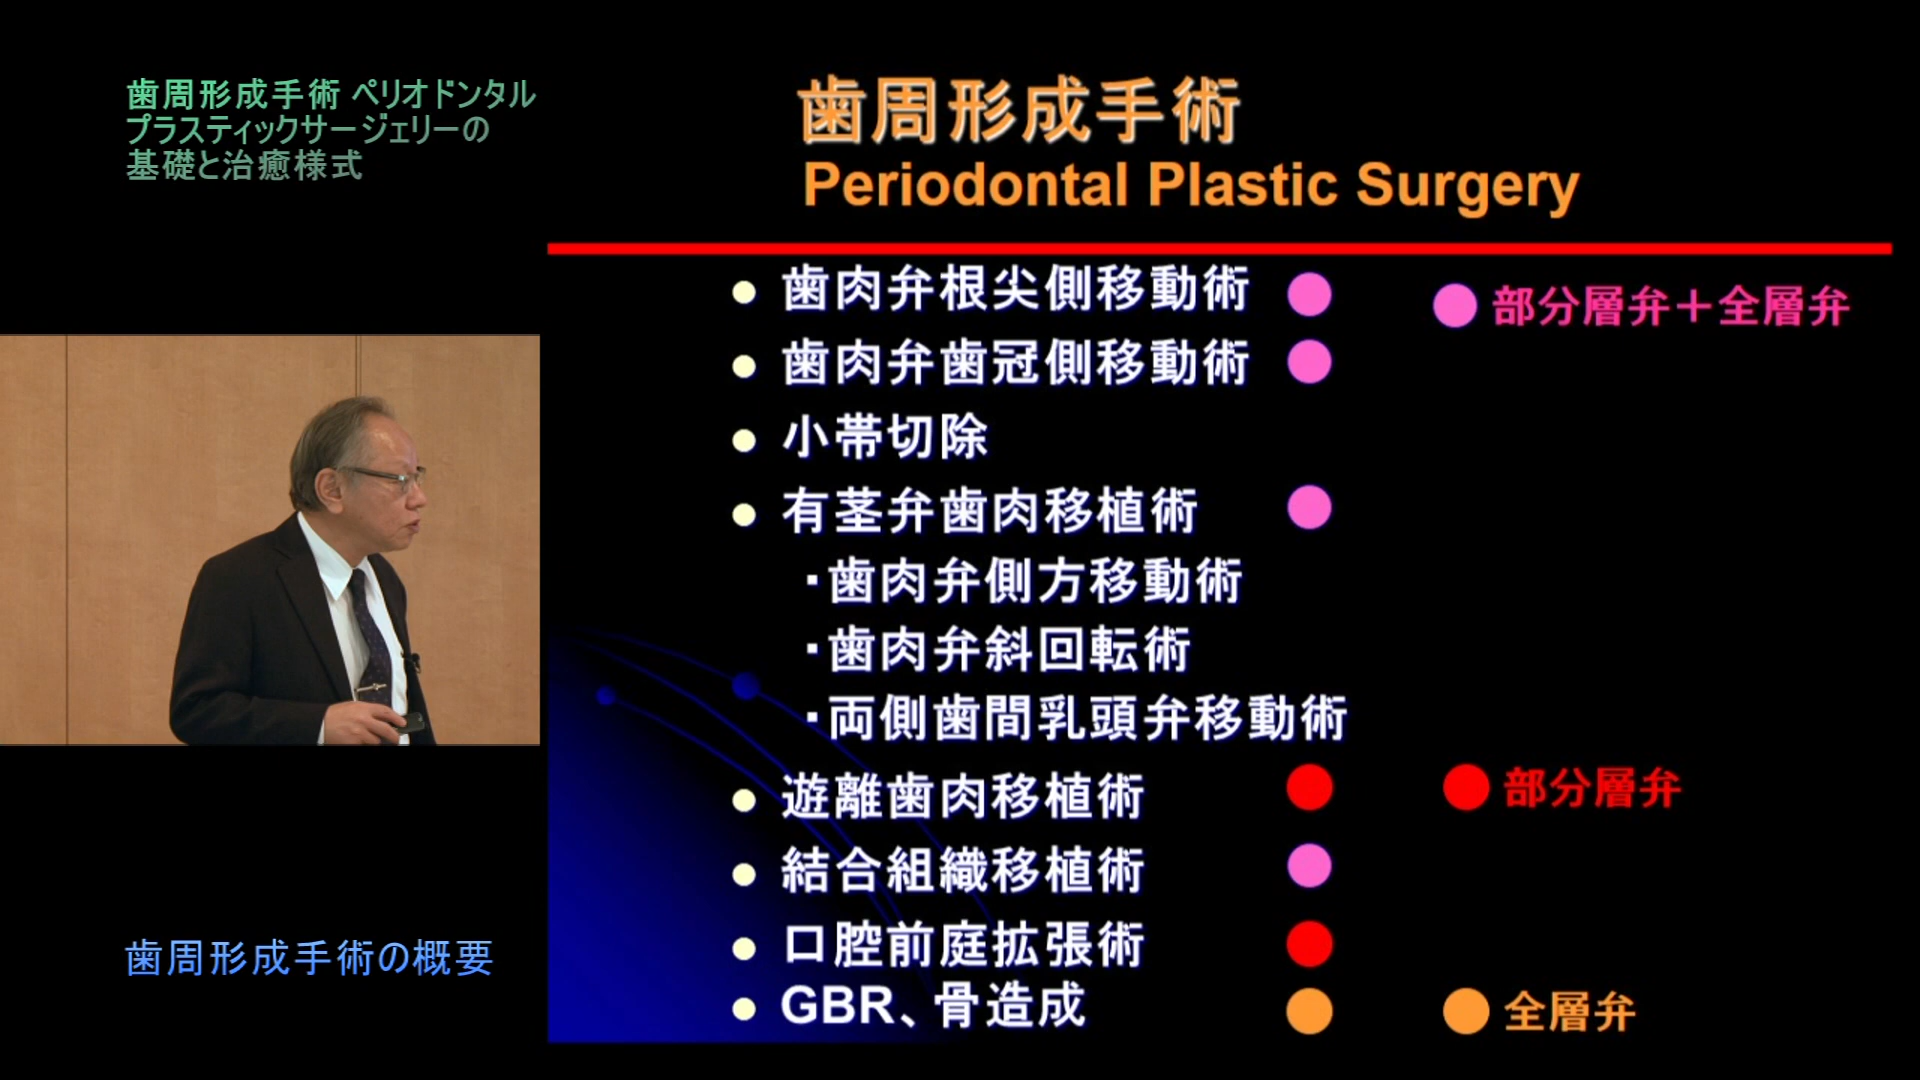 歯周形成手術 ペリオドンタル
プラスティックサージェリーの
基礎と治癒様式
歯周形成手術
Periodontal Plastic Surgery
● 歯肉弁根尖側移動術
● 部分層弁＋全層弁
● 歯肉弁歯冠側移動術
● 小帯切除
● 有茎弁歯肉移植術
・歯肉弁側方移動術
・歯肉弁斜回転術
・両側歯間乳頭弁移動術
● 遊離歯肉移植術
● 部分層弁
● 結合組織移植術
● 口腔前庭拡張術
● GBR、骨造成
● 全層弁
歯周形成手術の概要